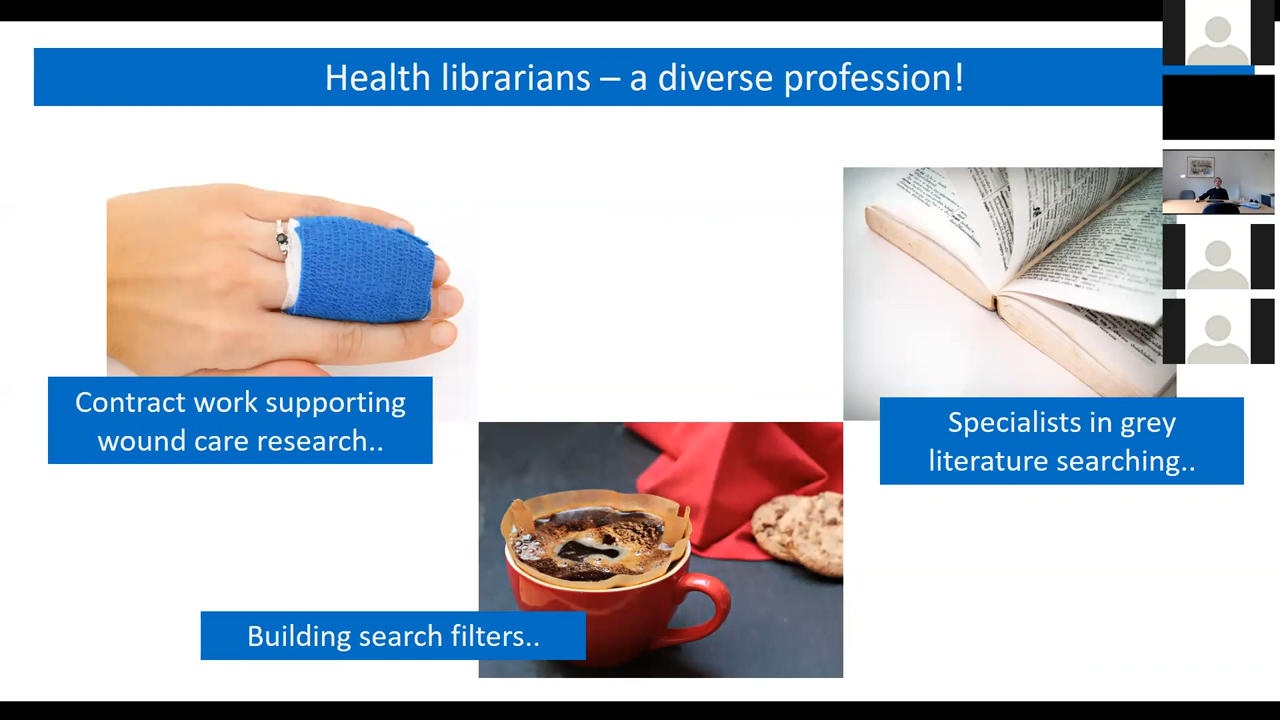 Health librarians – a diverse profession!
Contract work supporting
wound care research..
Specialists in grey
literature searching..
Building search filters..